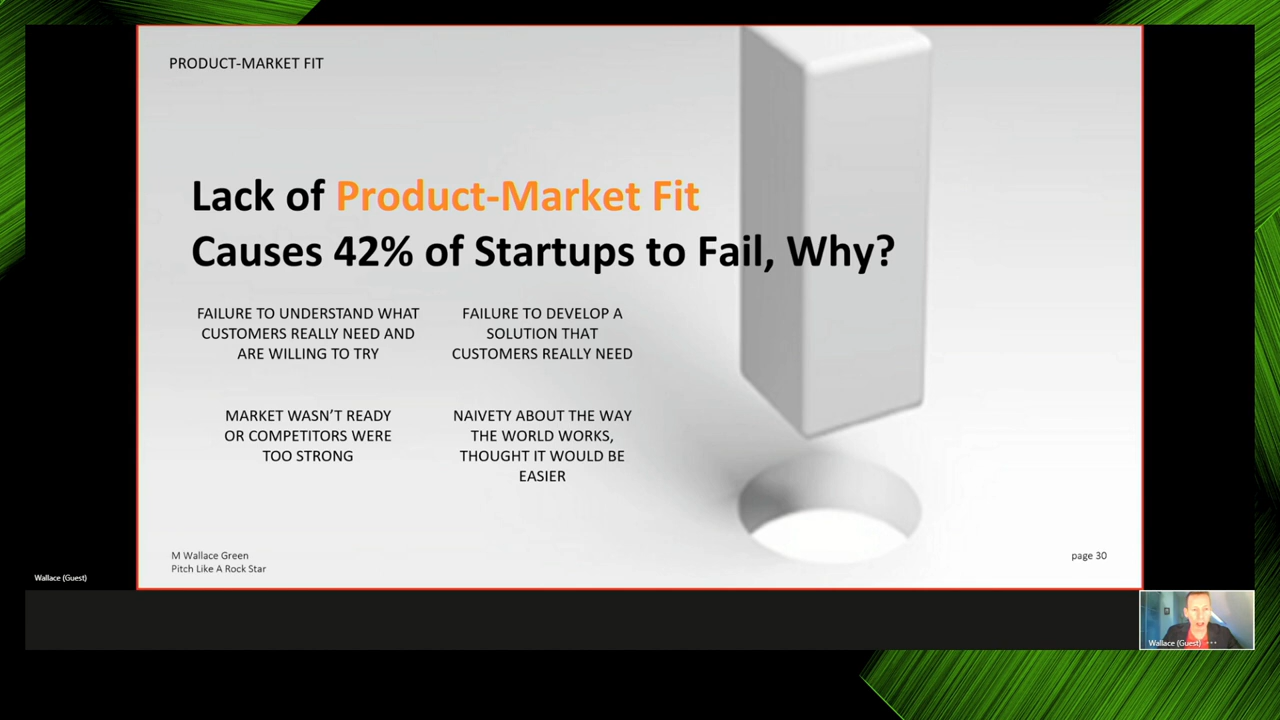 PRODUCT-MARKET FIT
Lack of Product-Market Fit
Causes 42% of Startups to Fail, Why?
FAILURE TO UNDERSTAND WHAT
CUSTOMERS REALLY NEED AND
ARE WILLING TO TRY
FAILURE TO DEVELOP A
SOLUTION THAT
CUSTOMERS REALLY NEED
MARKET WASN’T READY
OR COMPETITORS WERE
TOO STRONG
NAIVETY ABOUT THE WAY
THE WORLD WORKS,
THOUGHT IT WOULD BE
EASIER
M Wallace Green
Pitch Like A Rock Star
page 30
Wallace (Guest)
Wallace (Guest)